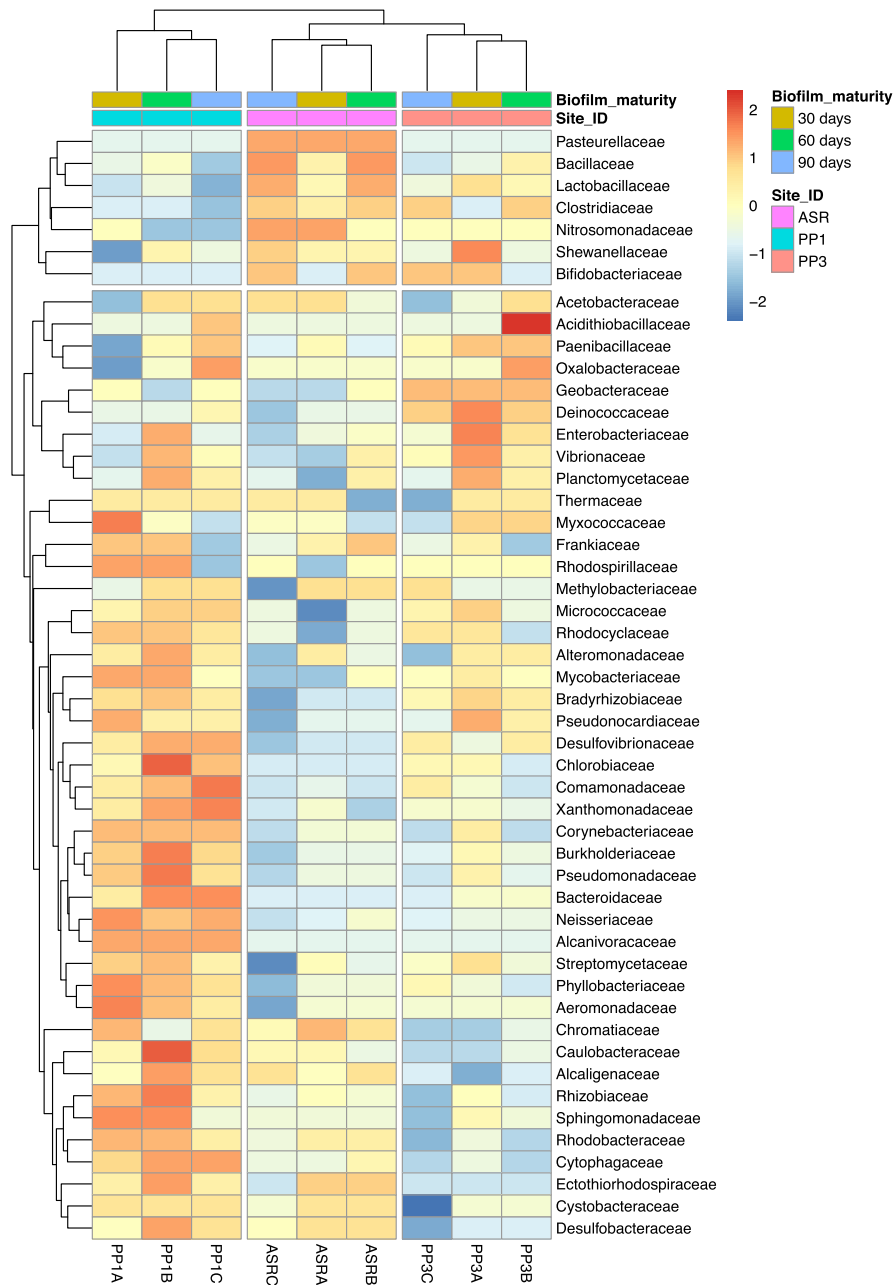 Biofilm_maturity
Site_ID
Pasteurellaceae
Bacillaceae
Lactobacillaceae
Clostridiaceae
Nitrosomonadaceae
Shewanellaceae
Bifidobacteriaceae
Acetobacteraceae
Acidithiobacillaceae
Paenibacillaceae
Oxalobacteraceae
Geobacteraceae
Deinococcaceae
Enterobacteriaceae
Vibrionaceae
Planctomycetaceae
Thermaceae
Myxococcaceae
Frankiaceae
Rhodospirillaceae
Methylobacteriaceae
Micrococcaceae
Rhodocyclaceae
Alteromonadaceae
Mycobacteriaceae
Bradyrhizobiaceae
Pseudonocardiaceae
Desulfovibrionaceae
Chlorobiaceae
Comamonadaceae
Xanthomonadaceae
Corynebacteriaceae
Burkholderiaceae
Pseudomonadaceae
Bacteroidaceae
Neisseriaceae
Alcanivoracaceae
Streptomycetaceae
Phyllobacteriaceae
Aeromonadaceae
Chromatiaceae
Caulobacteraceae
Alcaligenaceae
Rhizobiaceae
Sphingomonadaceae
Rhodobacteraceae
Cytophagaceae
Ectothiorhodospiraceae
Cystobacteraceae
Desulfobacteraceae
PP1A
PP1B
PP1C
ASRC
ASRA
ASRB
PP3C
PP3A
PP3B
2
1
0
−1
−2
Biofilm_maturity
30 days
60 days
90 days
Site_ID
ASR
PP1
PP3